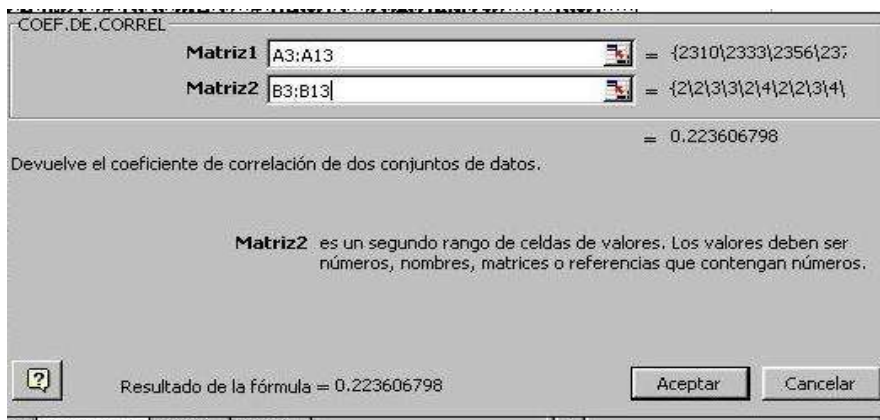 COEF.DE.CORREL
Matriz1 A3:A13 = {2310\2333\2356\237
Matriz2 B3:B13 = {2\2\3\3\2\4\2\2\3\4\
= 0.223606798
Devuelve el coeficiente de correlación de dos conjuntos de datos.
Matriz2 es un segundo rango de celdas de valores. Los valores deben ser
números, nombres, matrices o referencias que contengan números.
? Resultado de la fórmula = 0.223606798 Aceptar Cancelar